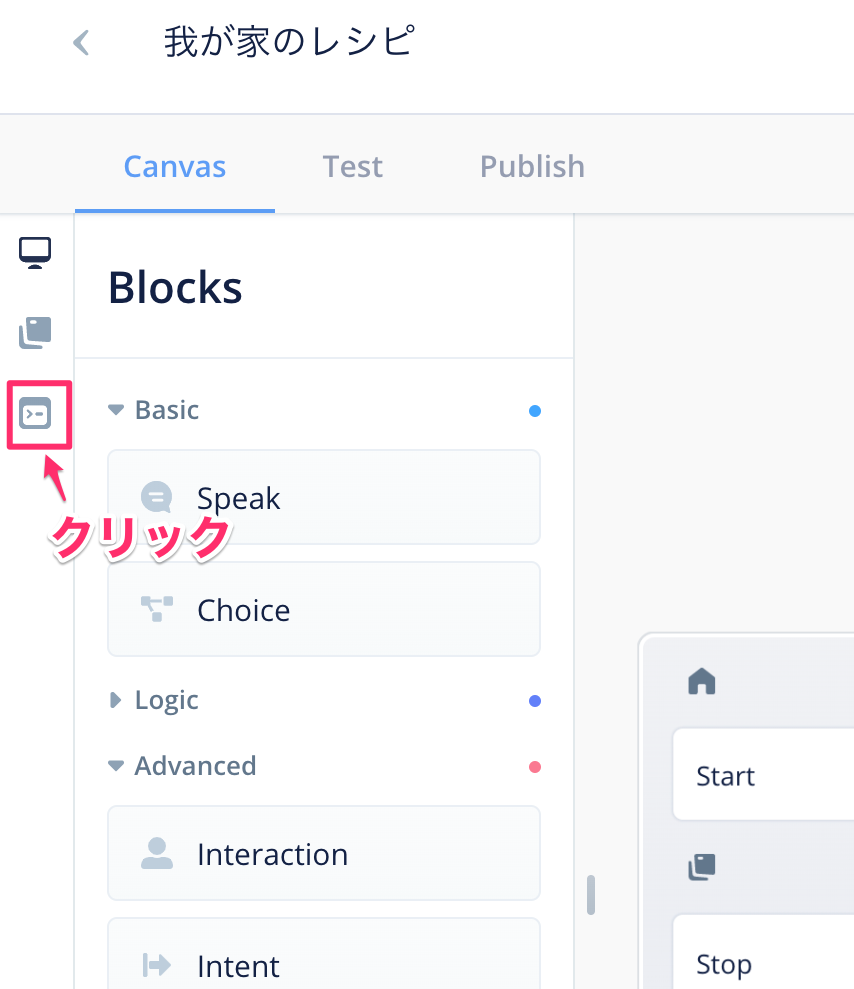 我が家のレシピ
Canvas Test Publish
Blocks
Basic
Speak
クリック
Choice
Logic
Advanced
Interaction
Intent
Start
Stop